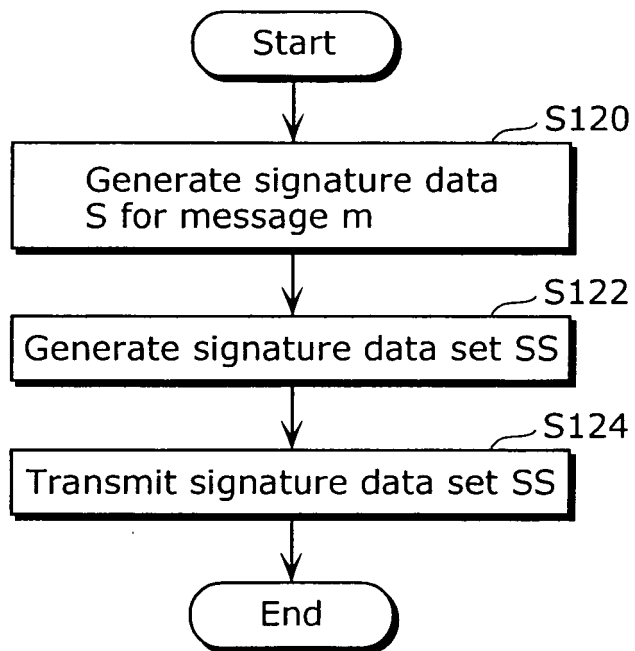 Start
S120
Generate signature data
S for message m
S122
Generate signature data set SS
S124
Transmit signature data set SS
End